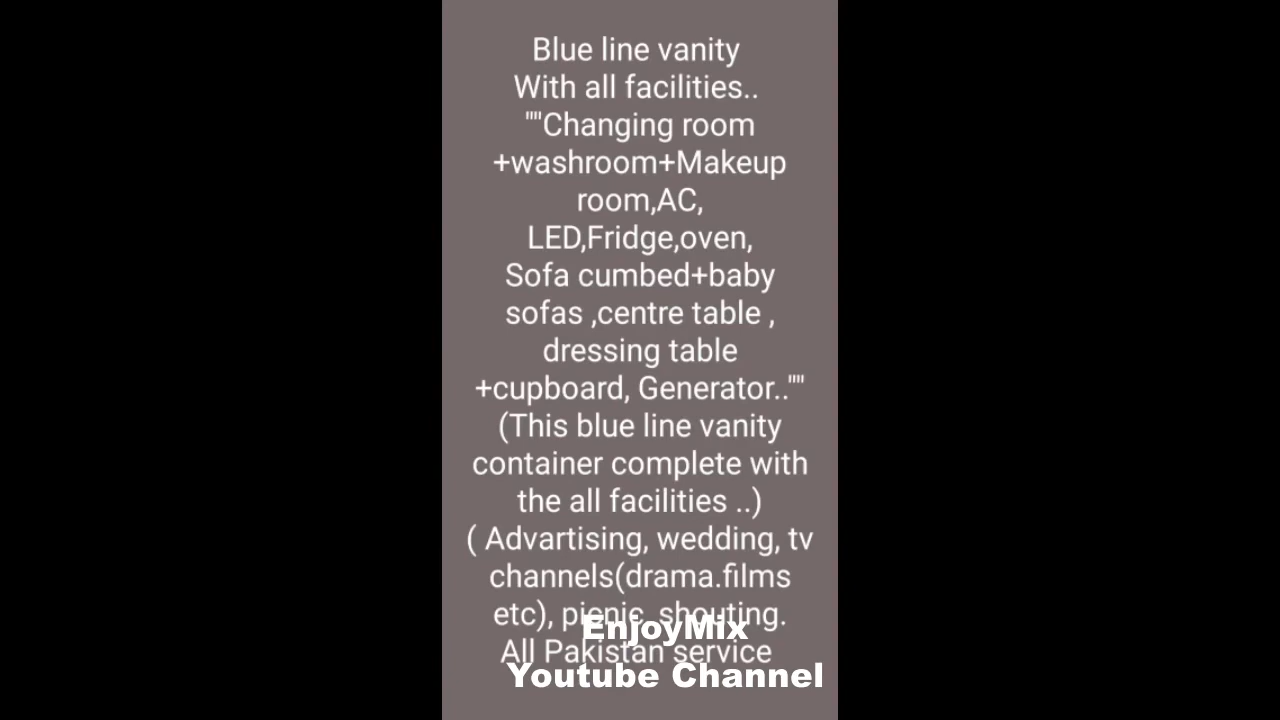 Blue line vanity
With all facilities..
""Changing room
+washroom+Makeup
room,AC,
LED,Fridge,oven,
Sofa cumbed+baby
sofas ,centre table ,
dressing table
+cupboard, Generator..""
(This blue line vanity
container complete with
the all facilities ..)
( Advartising, wedding, tv
channels(drama.films
etc), picnic, shouting.
EnjoyMix
All Pakistan service
Youtube Channel